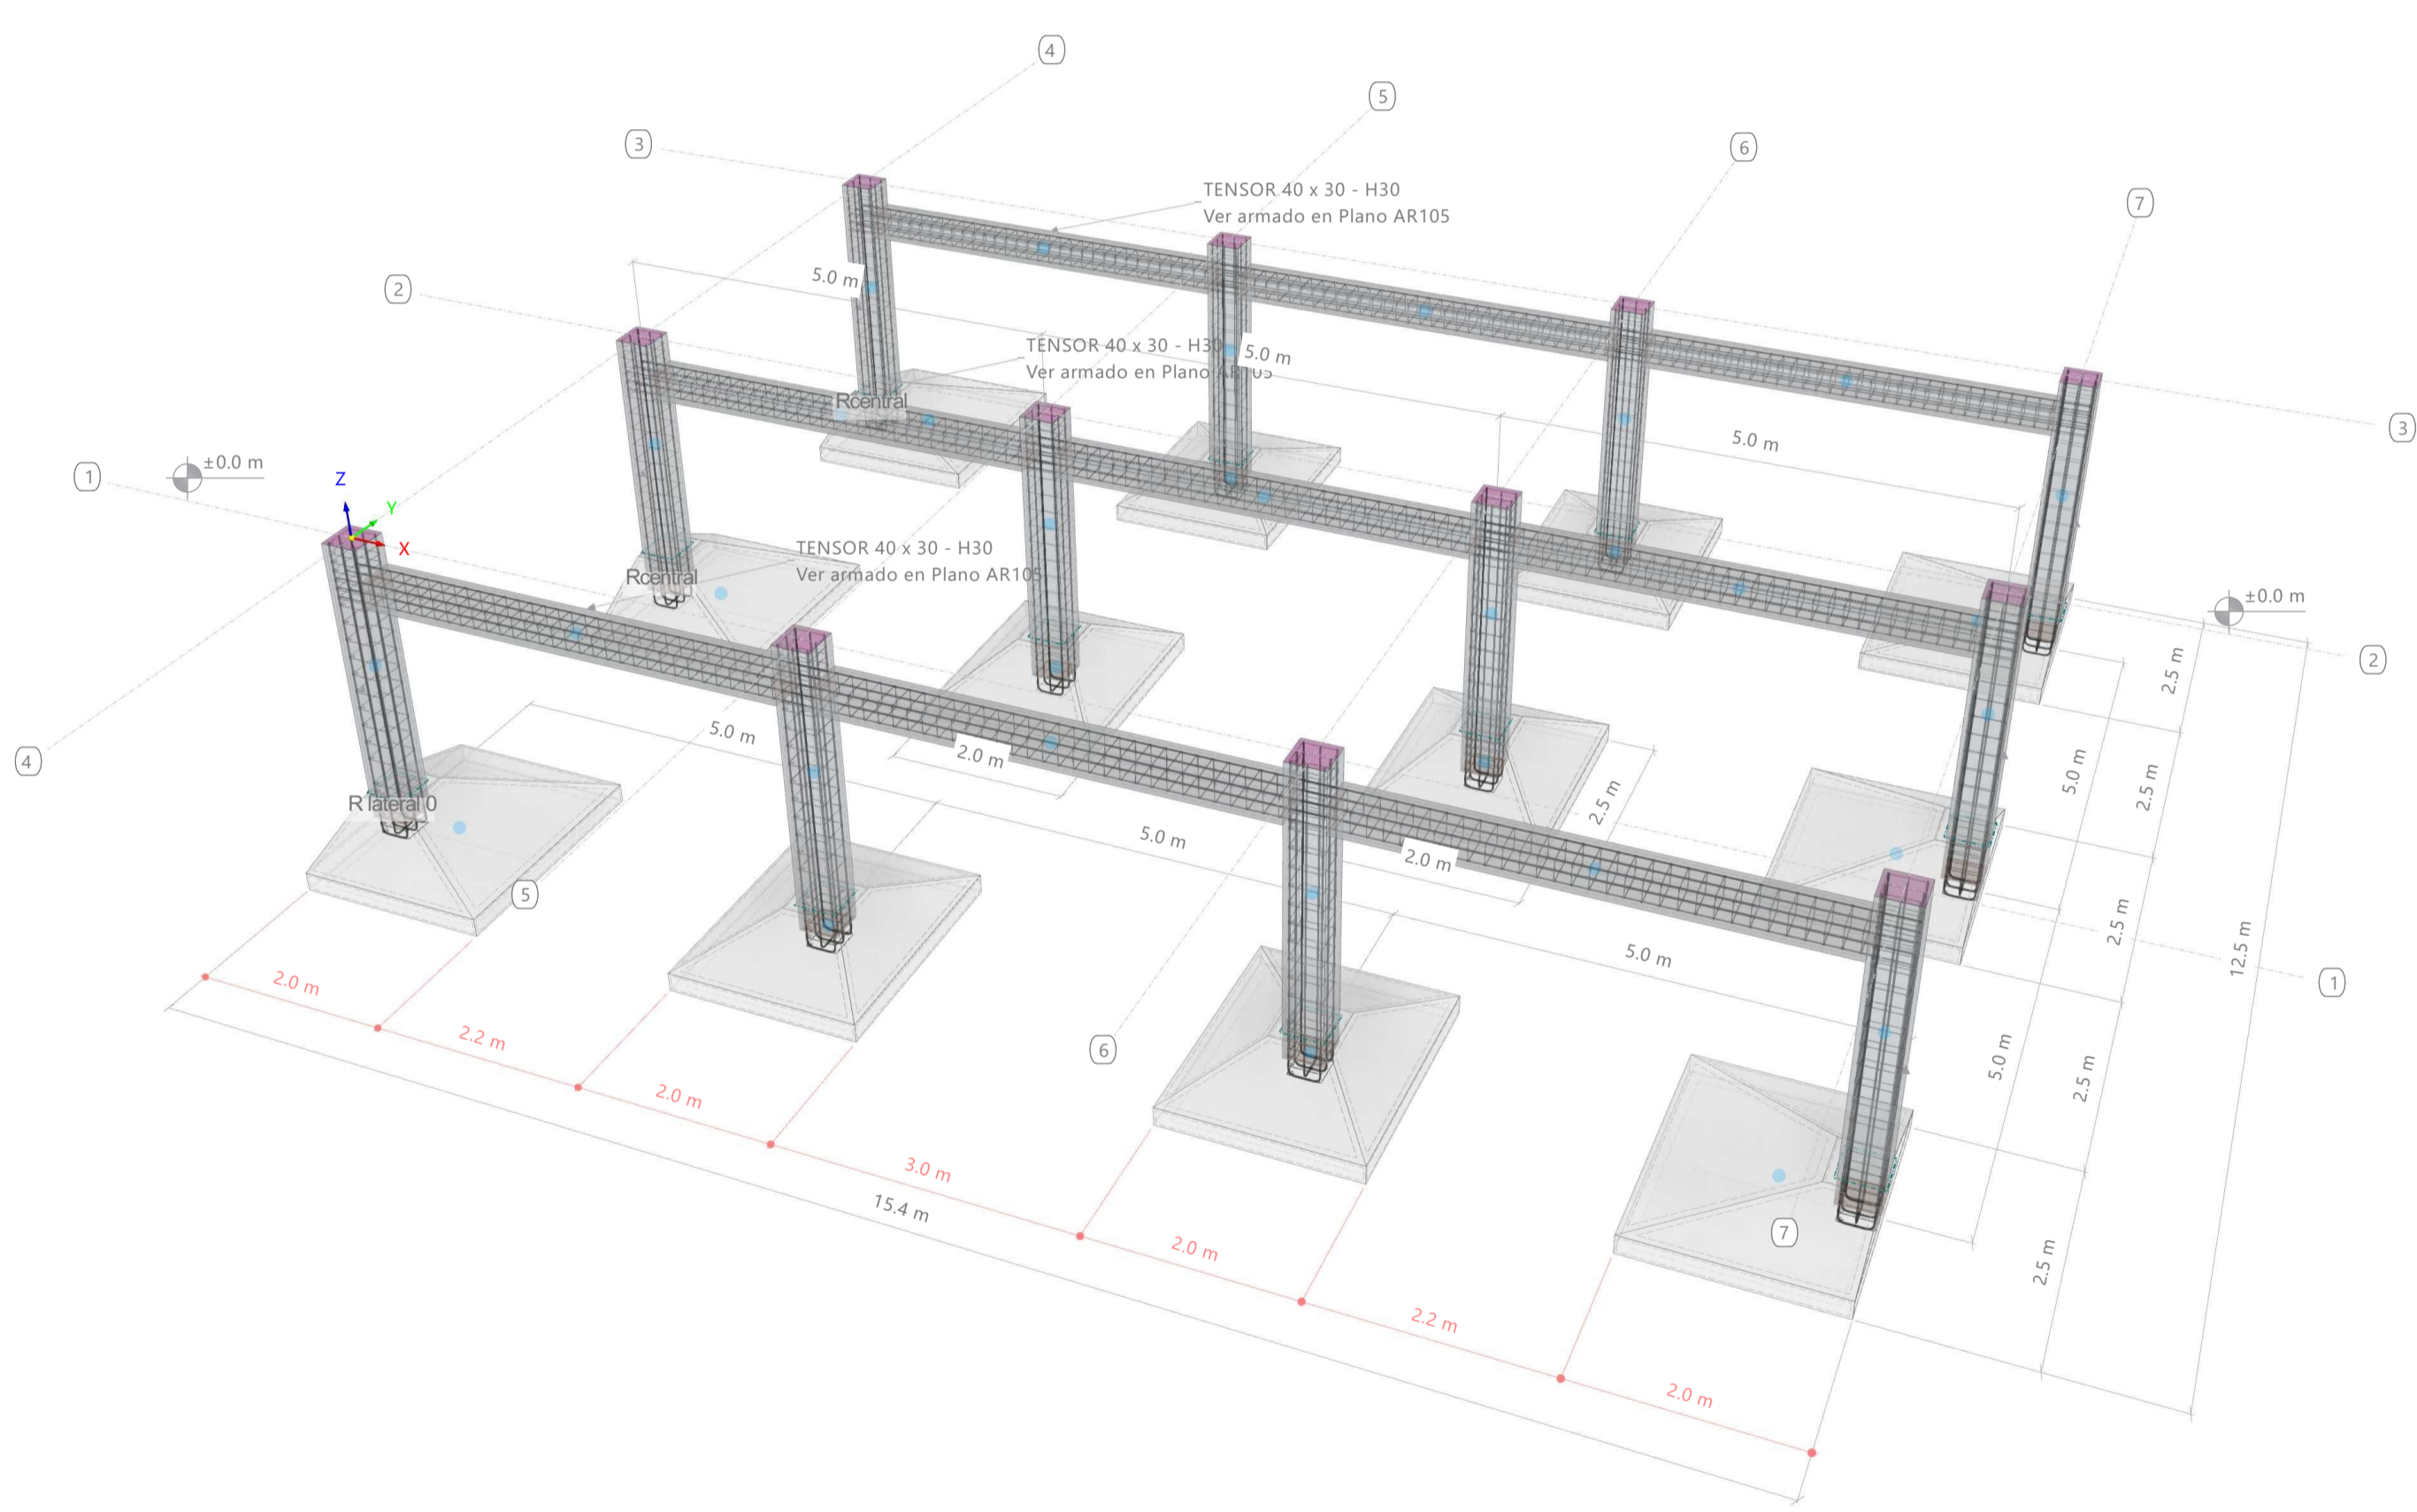 4
5
3
6
7
TENSOR 40 x 30 - H30
Ver armado en Plano AR105
5.0 m
2
TENSOR 40 x 30 - H30
Ver armado en Plano AR105
5.0 m
Rcentral
3
5.0 m
1
±0.0 m
Z
Y
X
TENSOR 40 x 30 - H30
Ver armado en Plano AR105
Rcentral
±0.0 m
2
2.5 m
4
5.0 m
2.0 m
5.0 m
2.5 m
R lateral 0
2.5 m
5.0 m
2.0 m
5
2.5 m
12.5 m
5.0 m
1
2.0 m
2.2 m
6
5.0 m
2.5 m
2.0 m
3.0 m
15.4 m
2.0 m
7
2.5 m
2.2 m
2.0 m